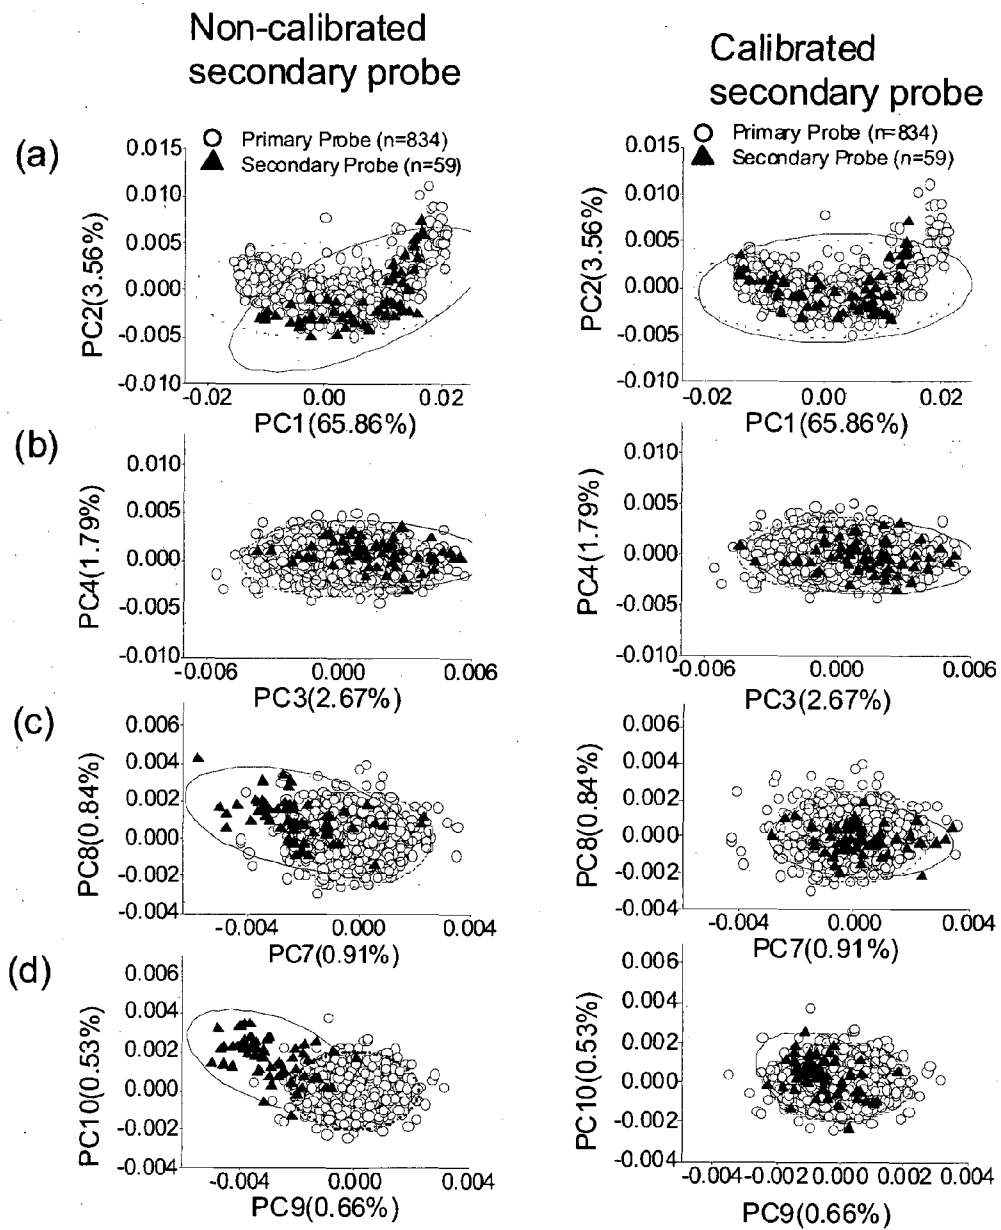 Non-calibrated
secondary probe
Calibrated
secondary probe
(a)
Primary Probe (n=834)
Secondary Probe (n=59)
0.015
0.010
0.005
0.000
-0.005
-0.010
PC2(3.56%)
-0.02
0.00
0.02
PC1(65.86%)
Primary Probe (n=834)
Secondary Probe (n=59)
0.015
0.010
0.005
0.000
-0.005
-0.010
PC2(3.56%)
-0.02
0.00
0.02
PC1(65.86%)
(b)
0.010
0.005
0.000
-0.005
-0.010
PC4(1.79%)
-0.006
0.000
0.006
PC3(2.67%)
0.010
0.005
0.000
-0.005
-0.010
PC4(1.79%)
-0.006
0.000
0.006
PC3(2.67%)
(c)
0.006
0.004
0.002
0.000
-0.002
-0.004
PC8(0.84%)
-0.004
0.000
0.004
PC7(0.91%)
0.006
0.004
0.002
0.000
-0.002
-0.004
PC8(0.84%)
-0.004
0.000
0.004
PC7(0.91%)
(d)
0.006
0.004
0.002
0.000
-0.002
-0.004
PC10(0.53%)
-0.004
0.000
0.004
PC9(0.66%)
0.006
0.004
0.002
0.000
-0.002
-0.004
PC10(0.53%)
-0.004-0.002 0.000 0.002 0.004
PC9(0.66%)